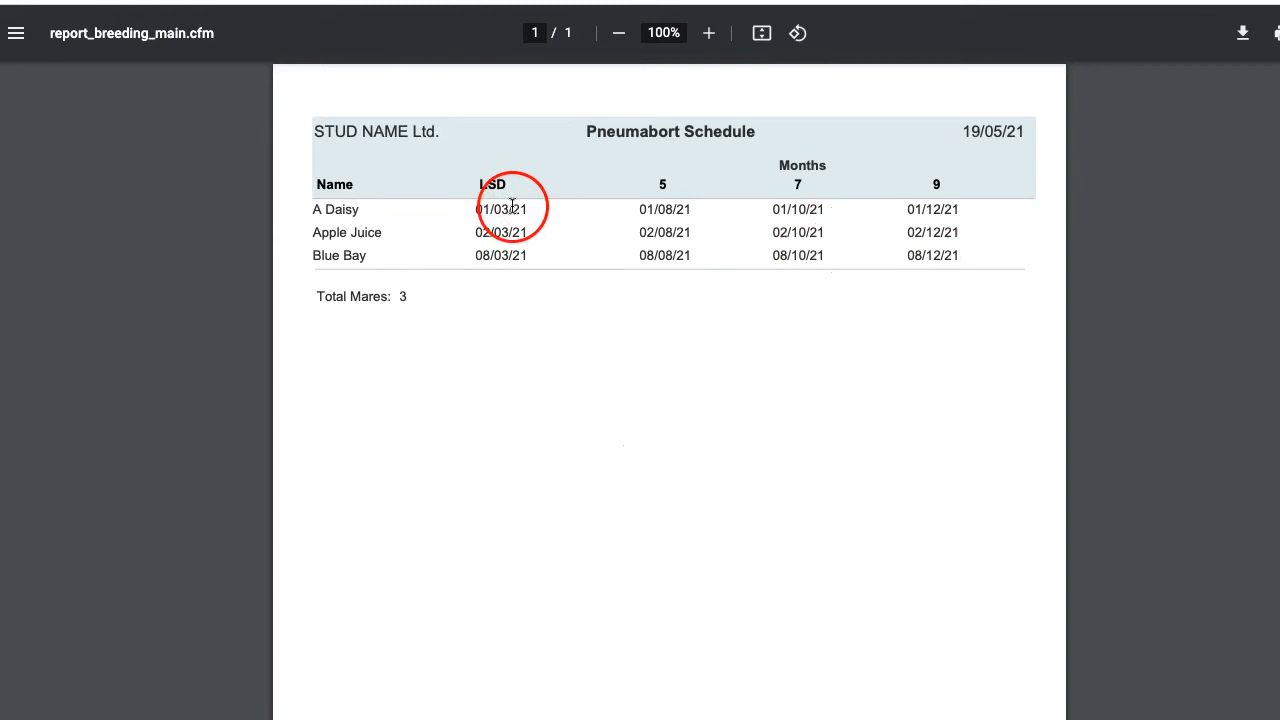 report_breeding_main.cfm 1 / 1 100%
STUD NAME Ltd. Pneumabort Schedule 19/05/21
Months
Name LSD 5 7 9
A Daisy 01/03/21 01/08/21 01/10/21 01/12/21
Apple Juice 02/03/21 02/08/21 02/10/21 02/12/21
Blue Bay 08/03/21 08/08/21 08/10/21 08/12/21
Total Mares: 3